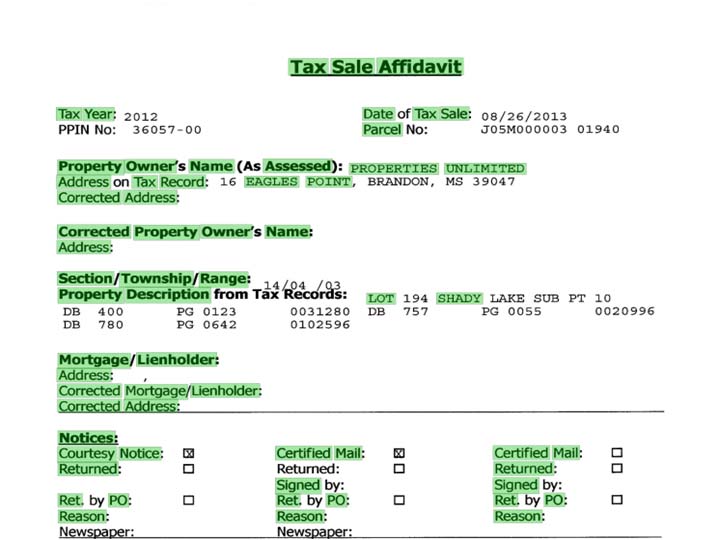 Tax Sale Affidavit
Tax Year: 2012 Date of Tax Sale: 08/26/2013
PPIN No: 36057-00 Parcel No: J05M000003 01940
Property Owner's Name (As Assessed): PROPERTIES UNLIMITED
Address on Tax Record: 16 EAGLES POINT, BRANDON, MS 39047
Corrected Address:
Corrected Property Owner's Name:
Address:
Section/Township/Range: 14/04 /03
Property Description from Tax Records: LOT 194 SHADY LAKE SUB PT 10
DB 400 PG 0123 0031280 DB 757 PG 0055 0020996
DB 780 PG 0642 0102596
Mortgage/Lienholder:
Address: ,
Corrected Mortgage/Lienholder:
Corrected Address:
Notices:
Courtesy Notice: ☒ Certified Mail: ☒ Certified Mail: ☐
Returned: ☐ Returned: ☐ Returned: ☐
Signed by: Signed by:
Ret. by PO: ☐ Ret. by PO: ☐ Ret. by PO: ☐
Reason: Reason: Reason:
Newspaper: Newspaper: